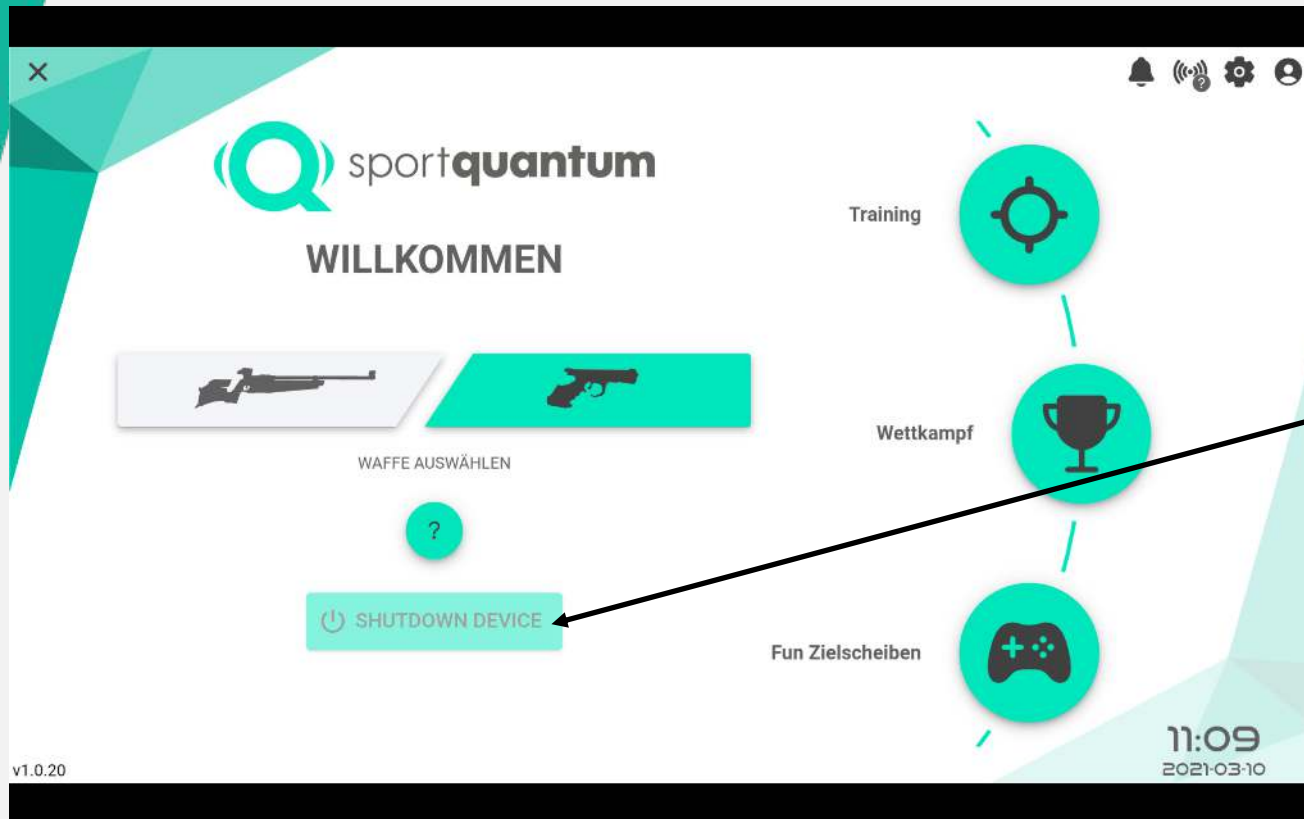 sportquantum
WILLKOMMEN
Training
WAFFE AUSWÄHLEN
Wettkampf
?
SHUTDOWN DEVICE
Fun Zielscheiben
v1.0.20
11:09
2021-03-10